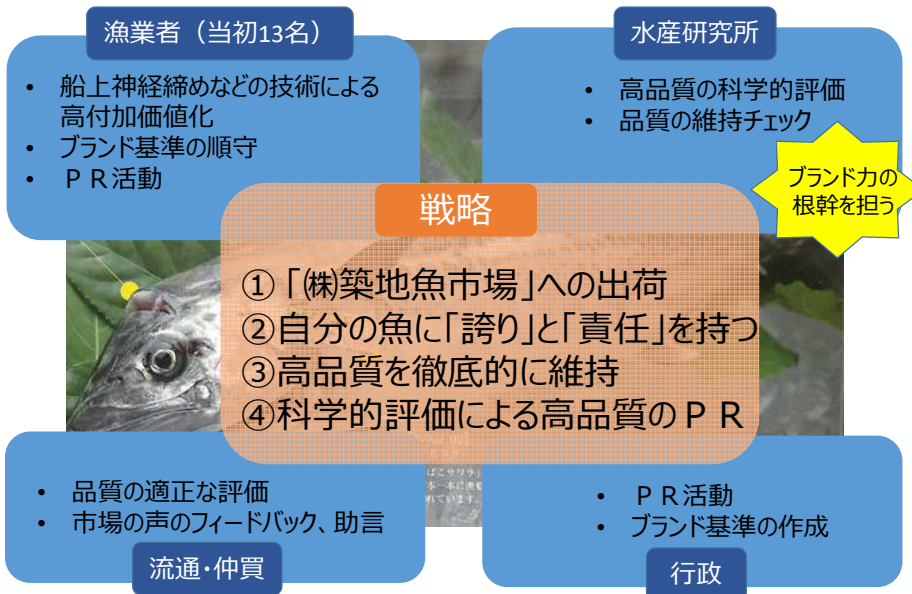 漁業者（当初13名）
• 船上神経締めなどの技術による
高付加価値化
• ブランド基準の順守
• ＰＲ活動
水産研究所
• 高品質の科学的評価
• 品質の維持チェック
ブランド力の
根幹を担う
戦略
①「㈱築地魚市場」への出荷
②自分の魚に「誇り」と「責任」を持つ
③高品質を徹底的に維持
④科学的評価による高品質のＰＲ
• 品質の適正な評価
• 市場の声のフィードバック、助言
流通・仲買
• ＰＲ活動
• ブランド基準の作成
行政